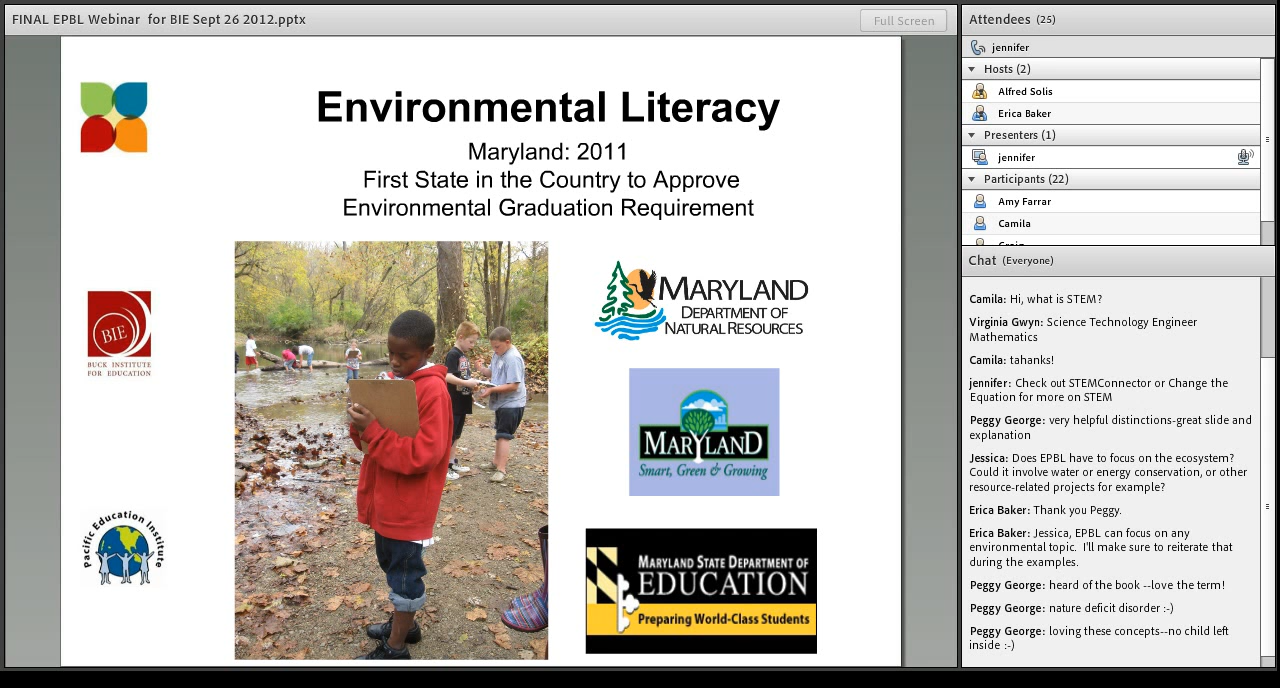 FINAL EPBL Webinar  for BIE Sept 26 2012.pptx
Full Screen
Environmental Literacy
Maryland: 2011
First State in the Country to Approve
Environmental Graduation Requirement
BIE
BUCK INSTITUTE
FOR EDUCATION
Pacific Education Institute
MARYLAND
DEPARTMENT OF
NATURAL RESOURCES
MARYLAND
Smart, Green & Growing
MARYLAND STATE DEPARTMENT OF
EDUCATION
Preparing World-Class Students
Attendees (25)
jennifer
Hosts (2)
Alfred Solis
Erica Baker
Presenters (1)
jennifer
Participants (22)
Amy Farrar
Camila
Craig
Chat (Everyone)
Camila: Hi, what is STEM?
Virginia Gwyn: Science Technology Engineer
Mathematics
Camila: tahanks!
jennifer: Check out STEMConnector or Change the
Equation for more on STEM
Peggy George: very helpful distinctions-great slide and
explanation
Jessica: Does EPBL have to focus on the ecosystem?
Could it involve water or energy conservation, or other
resource-related projects for example?
Erica Baker: Thank you Peggy.
Erica Baker: Jessica, EPBL can focus on any
environmental topic.  I'll make sure to reiterate that
during the examples.
Peggy George: heard of the book --love the term!
Peggy George: nature deficit disorder :-)
Peggy George: loving these concepts--no child left
inside :-)